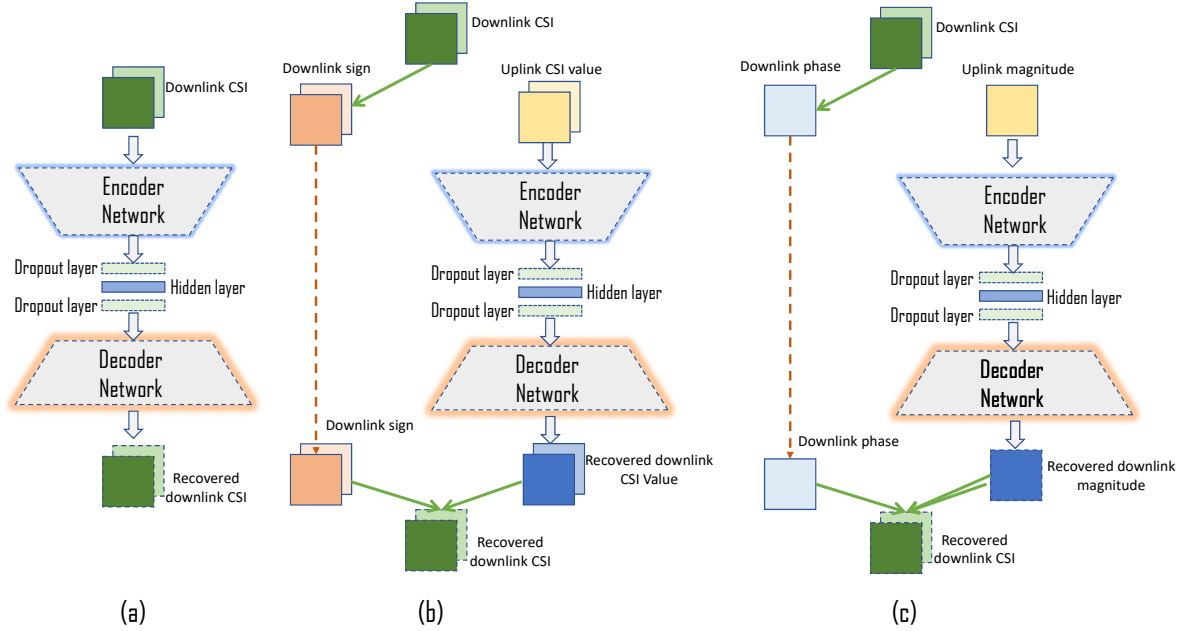 Downlink CSI
Encoder
Network
Dropout layer
Hidden layer
Dropout layer
Decoder
Network
Recovered
downlink CSI
(a)
Downlink CSI
Downlink sign
Uplink CSI value
Encoder
Network
Dropout layer
Hidden layer
Dropout layer
Decoder
Network
Downlink sign
Recovered downlink
CSI Value
Recovered
downlink CSI
(b)
Downlink CSI
Downlink phase
Uplink magnitude
Encoder
Network
Dropout layer
Hidden layer
Dropout layer
Decoder
Network
Downlink phase
Recovered downlink
magnitude
Recovered
downlink CSI
(c)